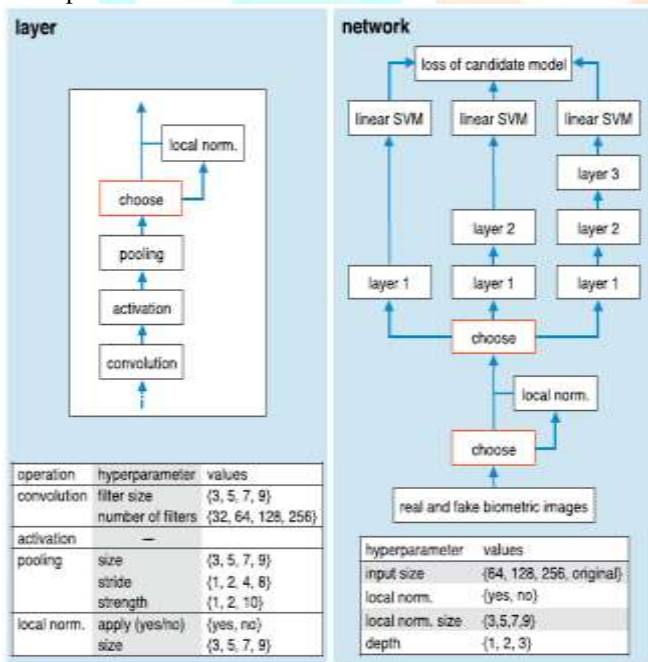 layer
local norm.
choose
pooling
activation
convolution
operation hyperparameter values
convolution filter size {3, 5, 7, 9}
number of filters {32, 64, 128, 256}
activation —
pooling size {3, 5, 7, 9}
stride {1, 2, 4, 8}
strength {1, 2, 10}
local norm. apply (yes/no) {yes, no}
size {3, 5, 7, 9}
network
loss of candidate model
linear SVM linear SVM linear SVM
layer 3
layer 2 layer 2
layer 1 layer 1 layer 1
choose
local norm.
choose
real and fake biometric images
hyperparameter values
input size {64, 128, 256, original}
local norm. {yes, no}
local norm. size {3,5,7,9}
depth {1, 2, 3}